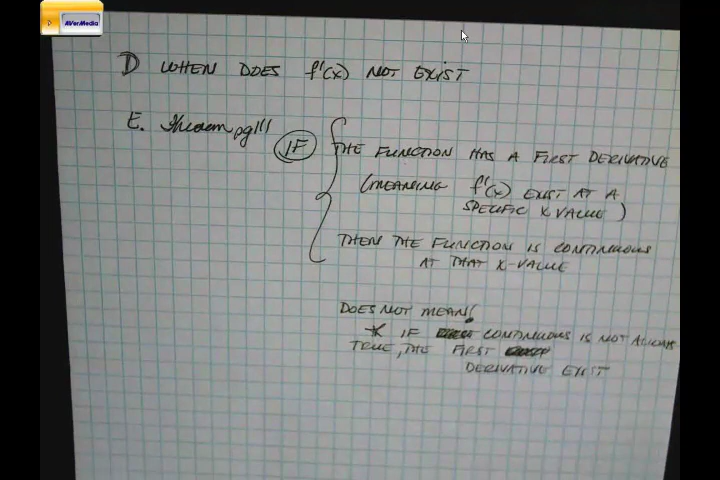 AVerMedia
D WHEN DOES f'(x) NOT EXIST
E. Theorem pg 111
IF THE FUNCTION HAS A FIRST DERIVATIVE
(MEANING f'(x) EXIST AT A
SPECIFIC X VALUE)
THEN THE FUNCTION IS CONTINUOUS
AT THAT X-VALUE
DOES NOT MEAN!
* IF CONTINUOUS IS NOT ALWAYS
TRUE, THE FIRST
DERIVATIVE EXIST